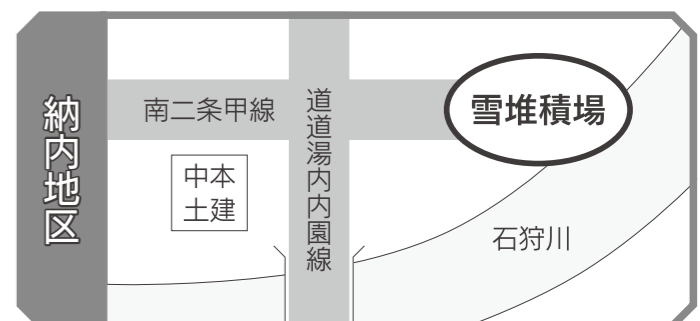 納内地区
南二条甲線
道道湯内内園線
雪堆積場
中本
土建
石狩川